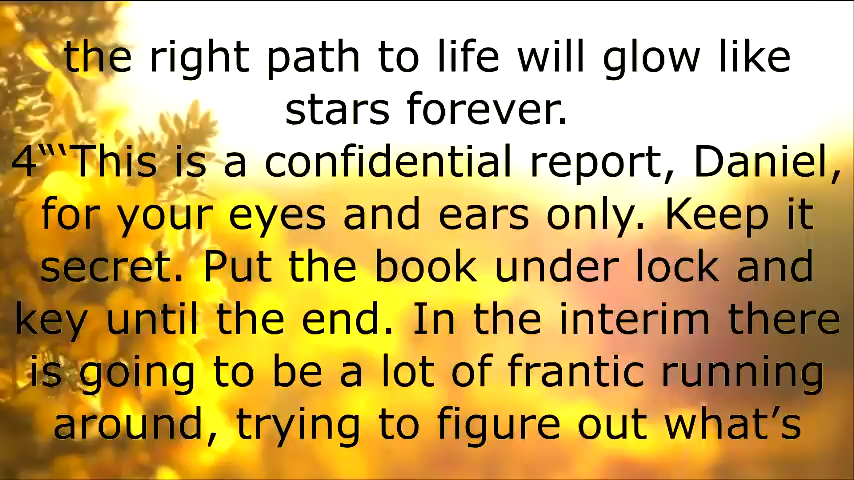 the right path to life will glow like
stars forever.
4“‘This is a confidential report, Daniel,
for your eyes and ears only. Keep it
secret. Put the book under lock and
key until the end. In the interim there
is going to be a lot of frantic running
around, trying to figure out what’s